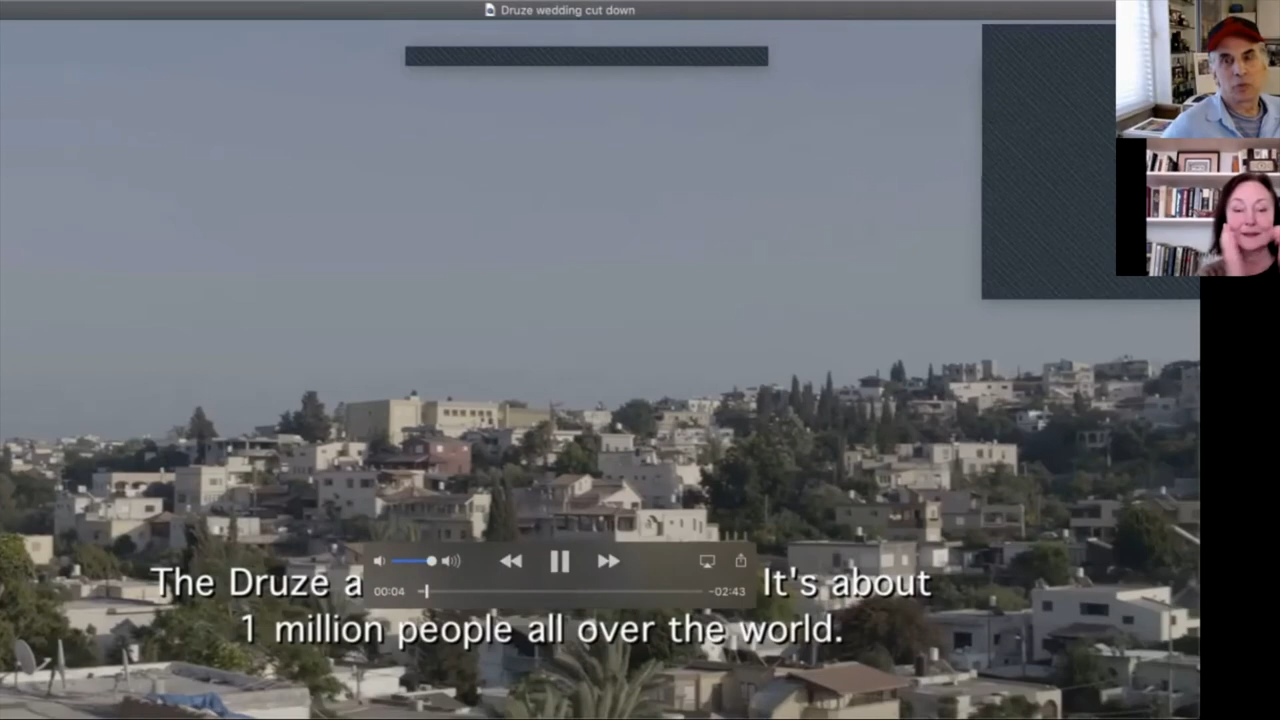 Druze wedding cut down
The Druze a It's about
00:04 -02:43
1 million people all over the world.